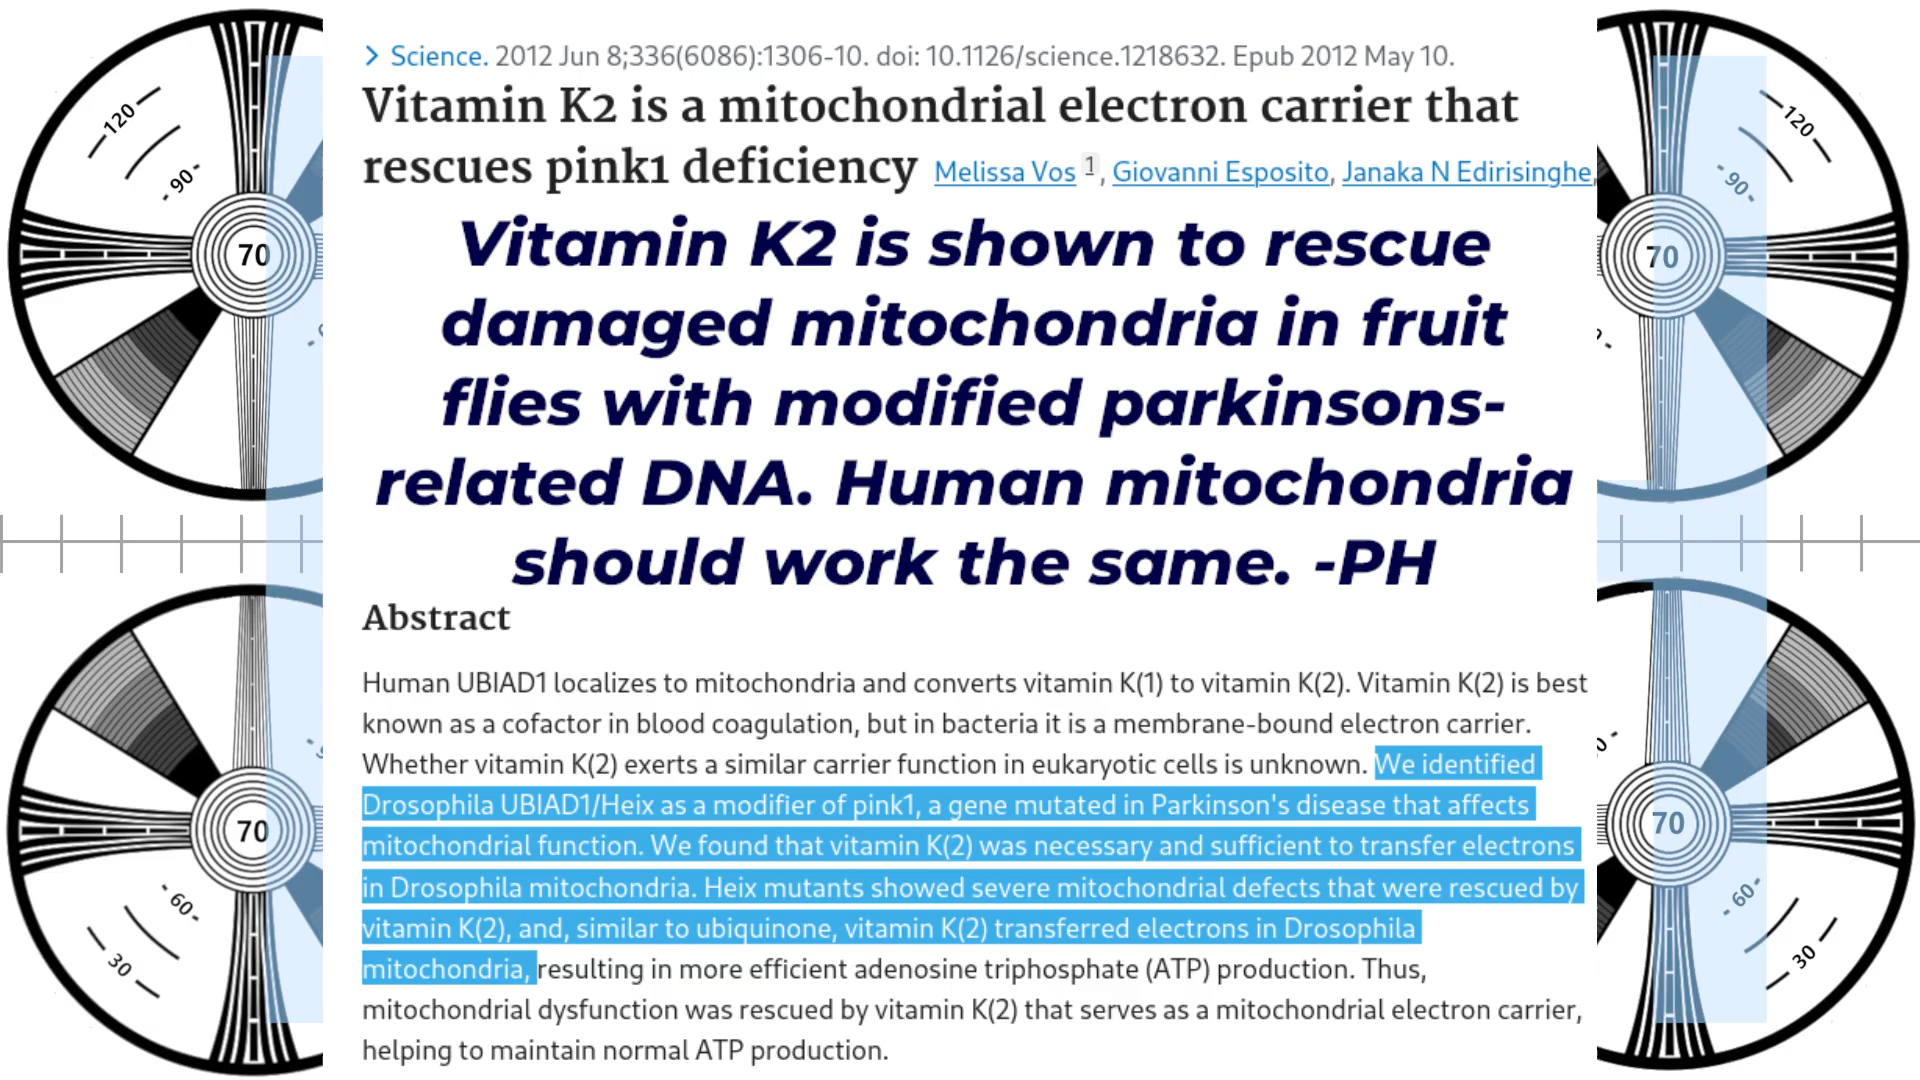 > Science. 2012 Jun 8;336(6086):1306-10. doi: 10.1126/science.1218632. Epub 2012 May 10.
Vitamin K2 is a mitochondrial electron carrier that
rescues pink1 deficiency Melissa Vos 1, Giovanni Esposito, Janaka N Edirisinghe,
Vitamin K2 is shown to rescue
damaged mitochondria in fruit
flies with modified parkinsons-
related DNA. Human mitochondria
should work the same. -PH
Abstract
Human UBIAD1 localizes to mitochondria and converts vitamin K(1) to vitamin K(2). Vitamin K(2) is best
known as a cofactor in blood coagulation, but in bacteria it is a membrane-bound electron carrier.
Whether vitamin K(2) exerts a similar carrier function in eukaryotic cells is unknown. We identified
Drosophila UBIAD1/Heix as a modifier of pink1, a gene mutated in Parkinson's disease that affects
mitochondrial function. We found that vitamin K(2) was necessary and sufficient to transfer electrons
in Drosophila mitochondria. Heix mutants showed severe mitochondrial defects that were rescued by
vitamin K(2), and, similar to ubiquinone, vitamin K(2) transferred electrons in Drosophila
mitochondria, resulting in more efficient adenosine triphosphate (ATP) production. Thus,
mitochondrial dysfunction was rescued by vitamin K(2) that serves as a mitochondrial electron carrier,
helping to maintain normal ATP production.
120
-90-
70
120
-90-
70
70
-60-
30
70
-60-
30